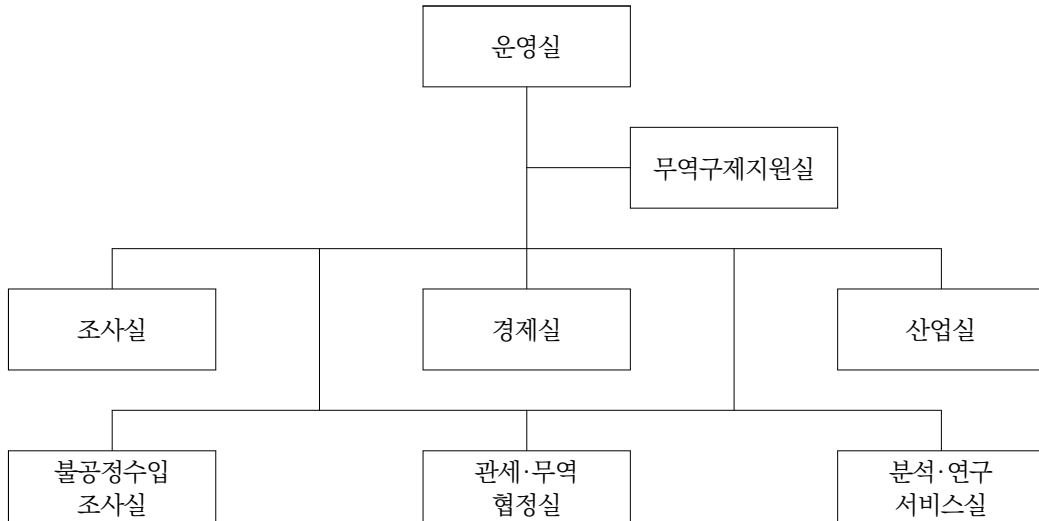 운영실
무역구제지원실
조사실
경제실
산업실
불공정수입
조사실
관세·무역
협정실
분석·연구
서비스실